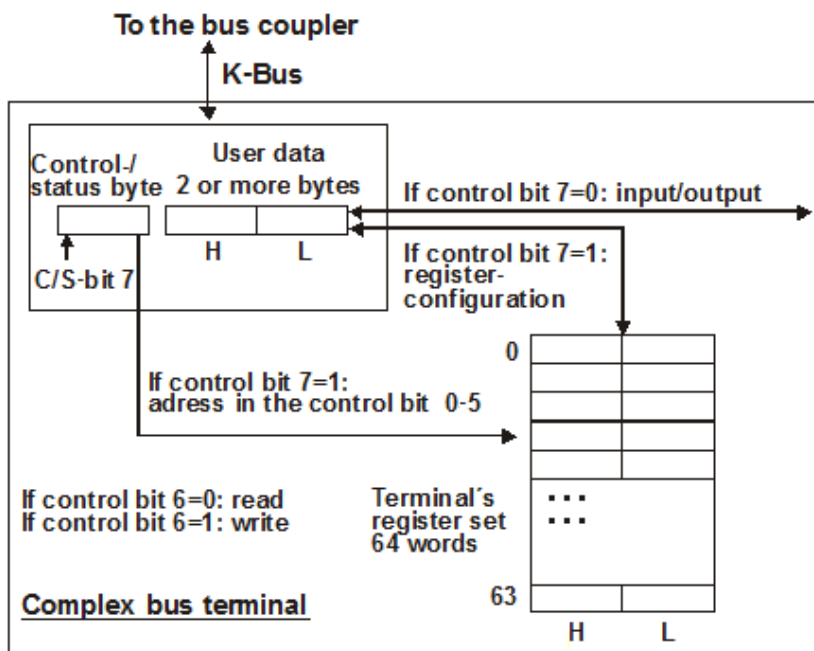 To the bus coupler
K-Bus
Control-/
status byte
User data
2 or more bytes
H
L
C/S-bit 7
If control bit 7=0: input/output
If control bit 7=1:
register-
configuration
0
If control bit 7=1:
adress in the control bit 0-5
If control bit 6=0: read
If control bit 6=1: write
Terminal´s
register set
64 words
...
...
63
Complex bus terminal
H
L